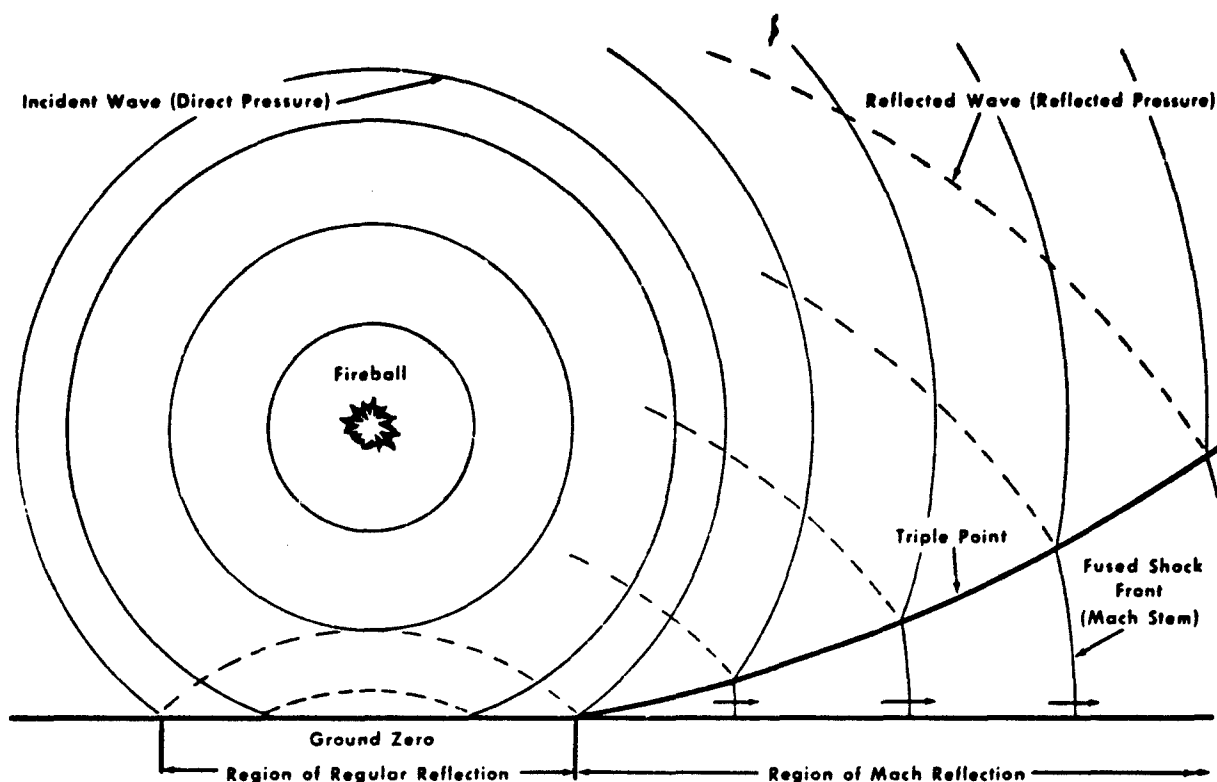 Incident Wave (Direct Pressure)
Reflected Wave (Reflected Pressure)
Fireball
Triple Point
Fused Shock
Front
(Mach Stem)
Ground Zero
Region of Regular Reflection
Region of Mach Reflection